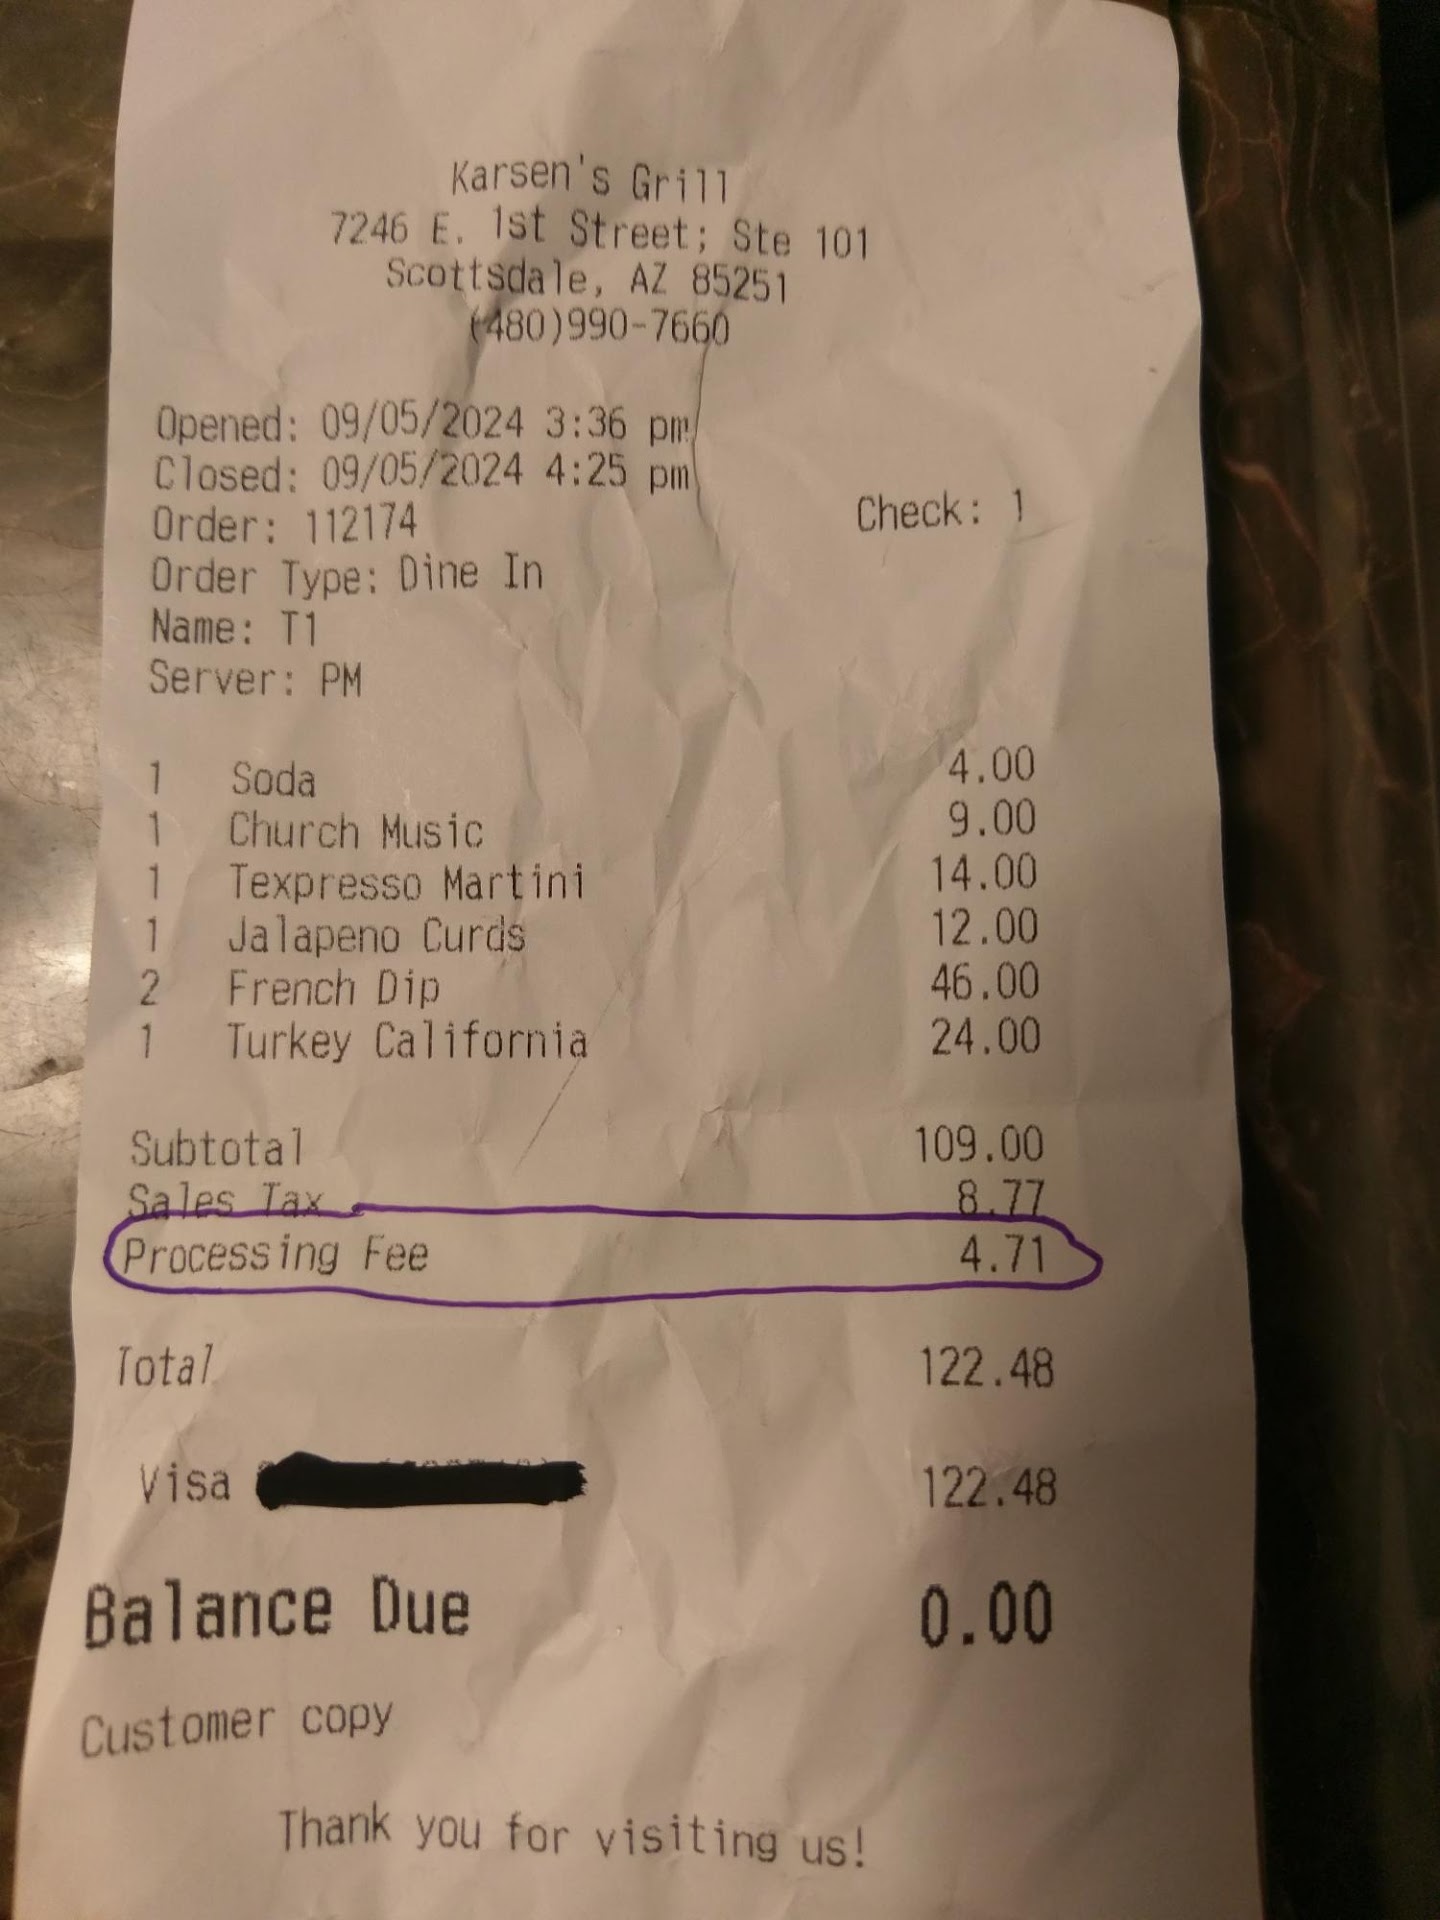 Karsen's Grill
7246 E. 1st Street; Ste 101
Scottsdale, AZ 85251
(480)990-7660
Opened: 09/05/2024 3:36 pm
Closed: 09/05/2024 4:25 pm
Order: 112174 Check: 1
Order Type: Dine In
Name: T1
Server: PM
1 Soda 4.00
1 Church Music 9.00
1 Texpresso Martini 14.00
1 Jalapeno Curds 12.00
2 French Dip 46.00
1 Turkey California 24.00
Subtotal 109.00
Sales Tax 8.77
Processing Fee 4.71
Total 122.48
Visa 122.48
Balance Due 0.00
Customer copy
Thank you for visiting us!